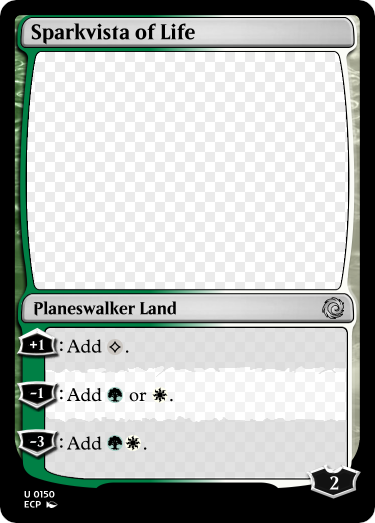 Sparkvista of Life
Planeswalker Land
+1: Add .
-1: Add or .
-3: Add .
2
U 0150
ECP